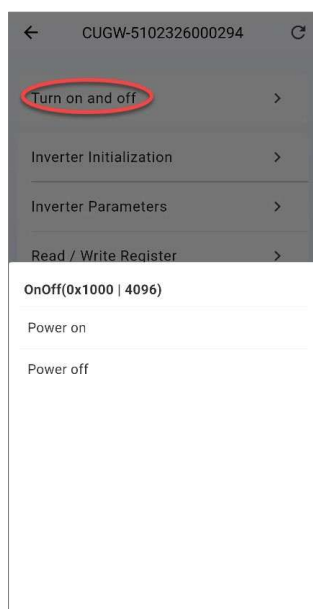 CUGW-5102326000294
Turn on and off
Inverter Initialization
Inverter Parameters
Read / Write Register
OnOff(0x1000 | 4096)
Power on
Power off